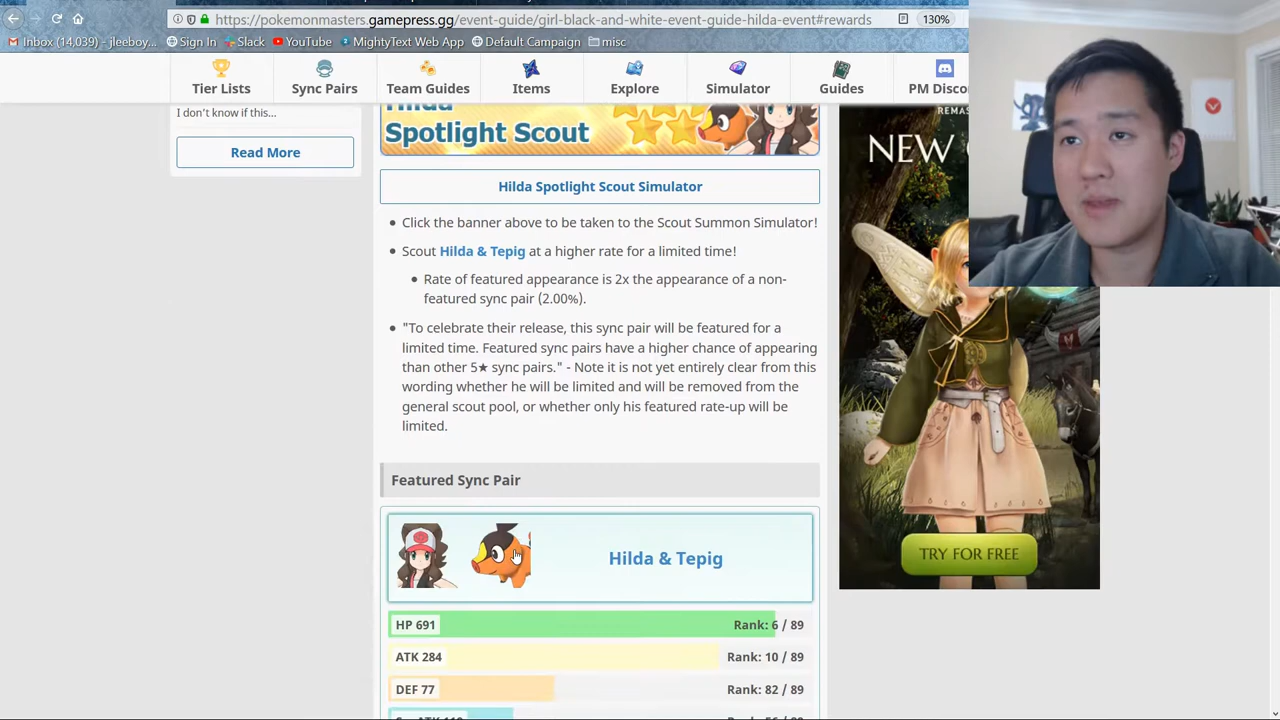 https://pokemonmasters.gamepress.gg/event-guide/girl-black-and-white-event-guide-hilda-event#rewards
130%
Inbox (14,139) - jleeboy...
Sign In
Slack
YouTube
MightyText Web App
Default Campaign
misc
Tier Lists
Sync Pairs
Team Guides
Items
Explore
Simulator
Guides
PM Disco
I don't know if this...
Read More
Hilda
Spotlight Scout
Hilda Spotlight Scout Simulator
Click the banner above to be taken to the Scout Summon Simulator!
Scout Hilda & Tepig at a higher rate for a limited time!
Rate of featured appearance is 2x the appearance of a non-
featured sync pair (2.00%).
"To celebrate their release, this sync pair will be featured for a
limited time. Featured sync pairs have a higher chance of appearing
than other 5★ sync pairs." - Note it is not yet entirely clear from this
wording whether he will be limited and will be removed from the
general scout pool, or whether only his featured rate-up will be
limited.
Featured Sync Pair
Hilda & Tepig
HP 691
Rank: 6 / 89
ATK 284
Rank: 10 / 89
DEF 77
Rank: 82 / 89
REMAS
NEW
TRY FOR FREE